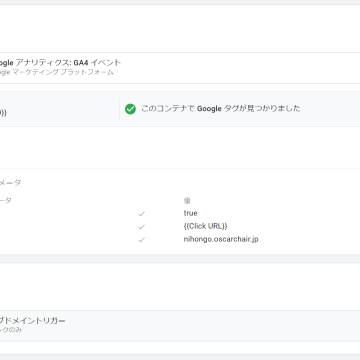 ogle アナリティクス: GA4 イベント
gle マーケティング プラットフォーム
}}
このコンテナで Google タグが見つかりました
メータ
ータ
値
true
{{Click URL}}
nihongo.oscarchair.jp
ブドメイントリガー
ンクのみ